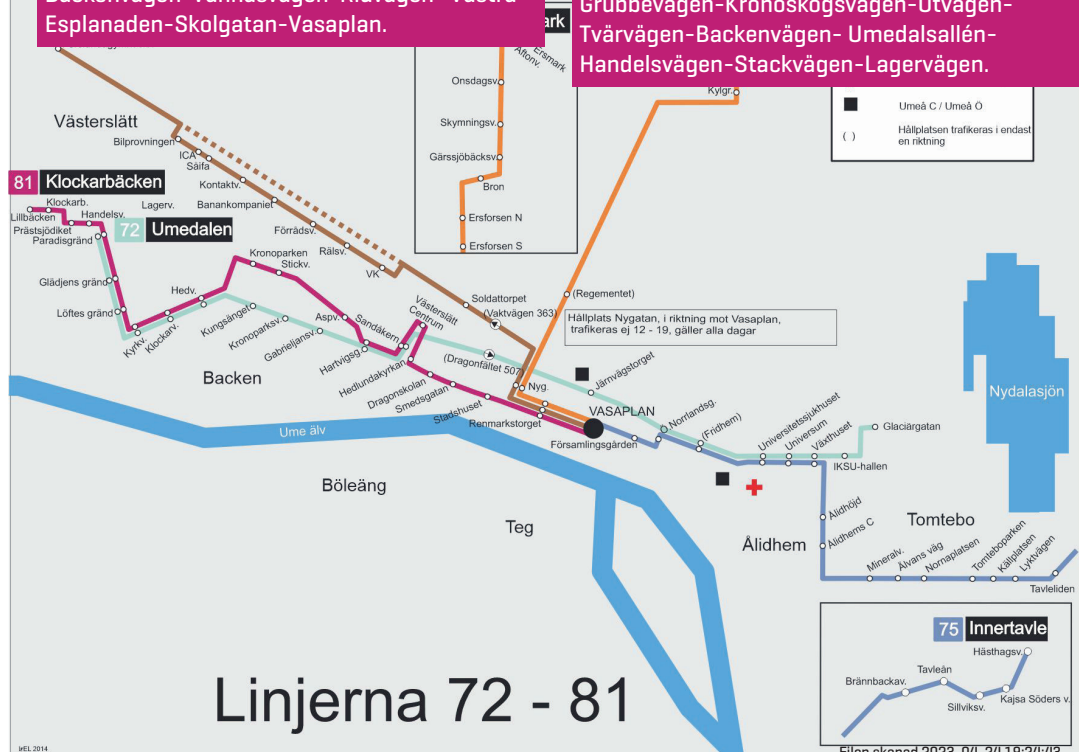 Esplanaden-Skolgatan-Vasaplan.
Tvärvägen-Backenvägen- Umedalsallén-
Handelsvägen-Stackvägen-Lagervägen.
ark
Ersmark
Aftonv.
Onsdagsv.
Skymningsv.
Gärssjöbäcksv.
Bron
Ersforsen N
Ersforsen S
Kylgr.
Umeå C / Umeå Ö
( ) Hållplatsen trafikeras i endast
en riktning
Västerslätt
Bilprovningen
ICA
Säifa
Kontaktv.
Banankompaniet
Förrådsv.
Rälsv.
VK
81 Klockarbäcken
Klockarb.
Lillbäcken
Handelsv.
Prästsjödiket
Paradisgränd
Lagerv.
72 Umedalen
Glädjens gränd
Löftes gränd
Kyrkv.
Klockarv.
Hedv.
Kronoparken
Stickv.
Kungsänget
Kronoparksv.
Gabrieljansv.
Aspv.
Hartvigsg.
Sandåkern
Hedlundakyrkan
Västerslätt
Centrum
Dragonskolan
Smedsgatan
Stadshuset
Renmarkstorget
Soldattorpet
(Vaktvägen 363)
(Dragonfältet 507)
(Regementet)
Hållplats Nygatan, i riktning mot Vasaplan,
trafikeras ej 12 - 19, gäller alla dagar
Nyg.
Järnvägstorget
VASAPLAN
Församlingsgården
Norrlandsg.
(Fridhem)
Universitetssjukhuset
Universum
Växthuset
IKSU-hallen
Glaciärgatan
Nydalasjön
Backen
Ume älv
Böleäng
Teg
Ålidhem
Ålidhöjd
Ålidhems C
Tomtebo
Mineralv.
Älvans väg
Nornaplatsen
Tomteboparken
Källplatsen
Lyktvägen
Tavleliden
75 Innertavle
Hästhagsv.
Tavleån
Brännbackav.
Sillviksv.
Kajsa Söders v.
Linjerna 72 - 81